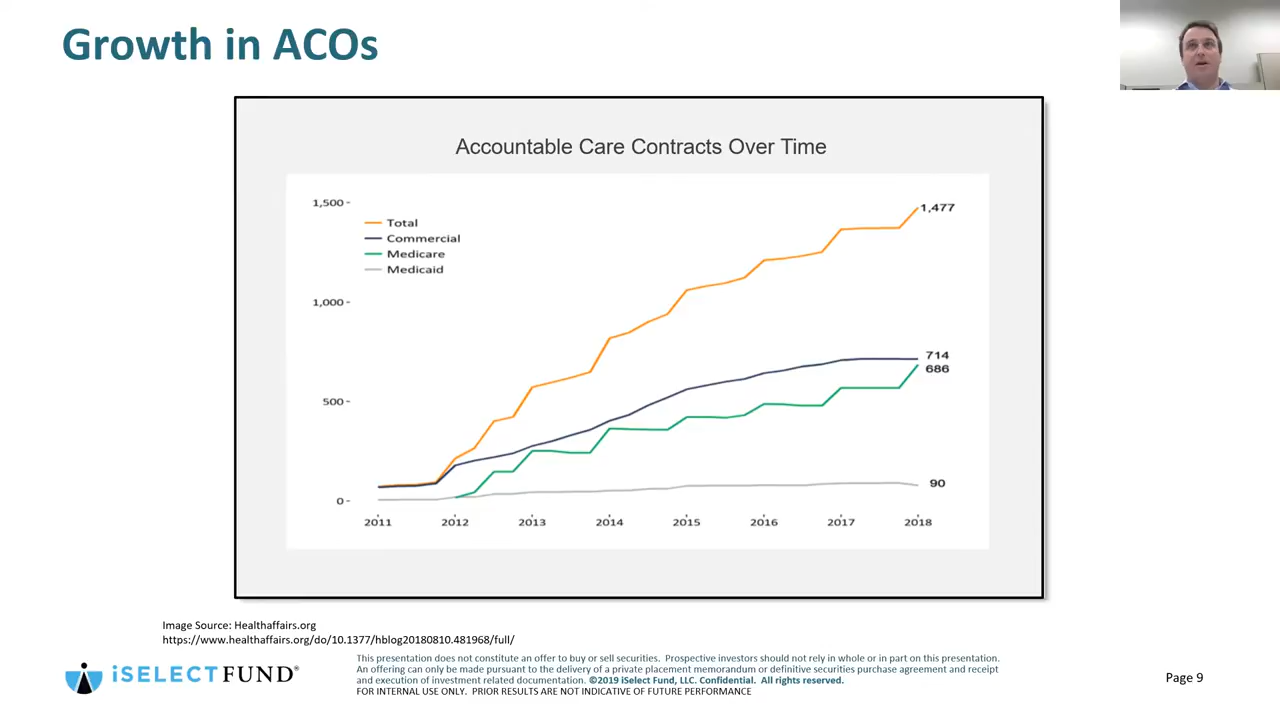 Growth in ACOs
Accountable Care Contracts Over Time
1,500
1,000
500
0
Total
Commercial
Medicare
Medicaid
1,477
714
686
90
2011 2012 2013 2014 2015 2016 2017 2018
Image Source: Healthaffairs.org
https://www.healthaffairs.org/do/10.1377/hblog20180810.481968/full/
iSELECTFUND®
This presentation does not constitute an offer to buy or sell securities. Prospective investors should not rely in whole or in part on this presentation.
An offering can only be made pursuant to the delivery of a private placement memorandum or definitive securities purchase agreement and receipt
and execution of investment related documentation. ©2019 iSelect Fund, LLC. Confidential. All rights reserved.
FOR INTERNAL USE ONLY. PRIOR RESULTS ARE NOT INDICATIVE OF FUTURE PERFORMANCE
Page 9